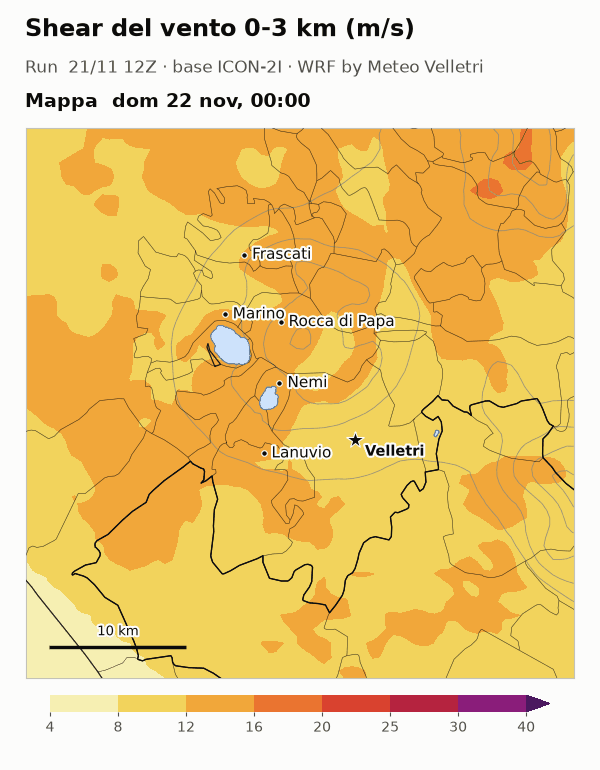 Shear del vento 0-3 km (m/s)
Run  21/11 12Z · base ICON-2I · WRF by Meteo Velletri
Mappa  dom 22 nov, 00:00
Frascati
Marino
Rocca di Papa
Nemi
Velletri
Lanuvio
10 km
4 8 12 16 20 25 30 40